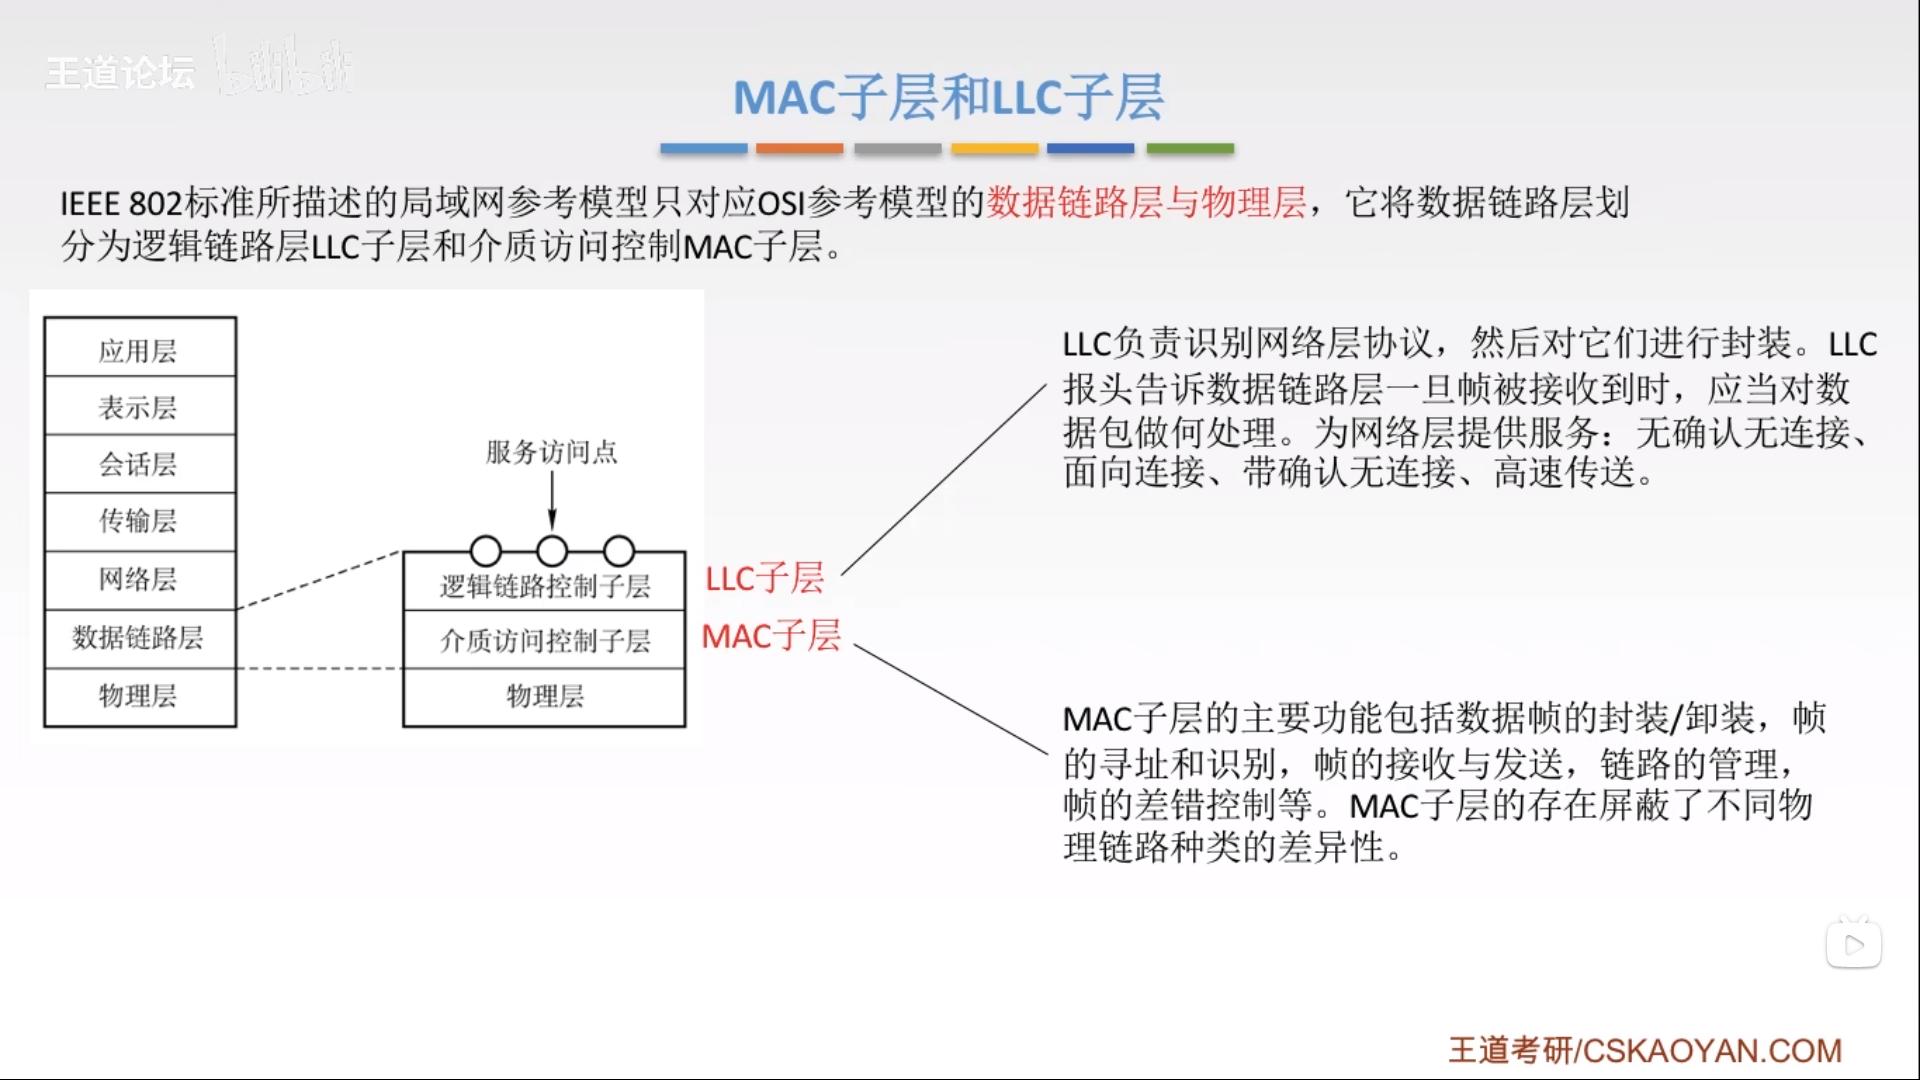 王道论坛 bilibili
MAC子层和LLC子层
IEEE 802标准所描述的局域网参考模型只对应OSI参考模型的数据链路层与物理层，它将数据链路层划
分为逻辑链路层LLC子层和介质访问控制MAC子层。
应用层
表示层
会话层
传输层
网络层
数据链路层
物理层
服务访问点
逻辑链路控制子层
介质访问控制子层
物理层
LLC子层
MAC子层
LLC负责识别网络层协议，然后对它们进行封装。LLC
报头告诉数据链路层一旦帧被接收到时，应当对数
据包做何处理。为网络层提供服务：无确认无连接、
面向连接、带确认无连接、高速传送。
MAC子层的主要功能包括数据帧的封装/卸装，帧
的寻址和识别，帧的接收与发送，链路的管理，
帧的差错控制等。MAC子层的存在屏蔽了不同物
理链路种类的差异性。
王道考研/CSKAOYAN.COM